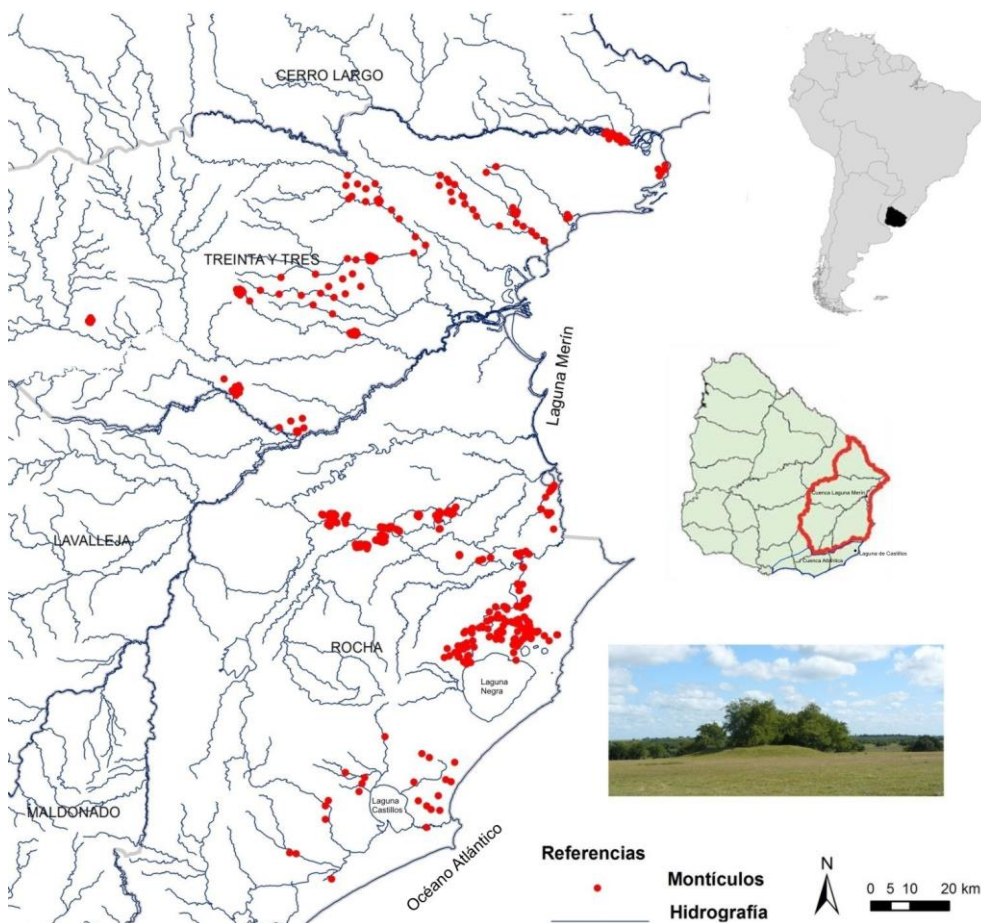 CERRO LARGO
TREINTA Y TRES
Laguna Merín
LAVALLEJA
ROCHA
Laguna
Negra
Laguna
Castillos
MALDONADO
Océano Atlántico
Cuenca Laguna Merín
Laguna de Castillos
Cuenca Atlántica
Referencias
Montículos
Hidrografía
N
0 5 10 20 km